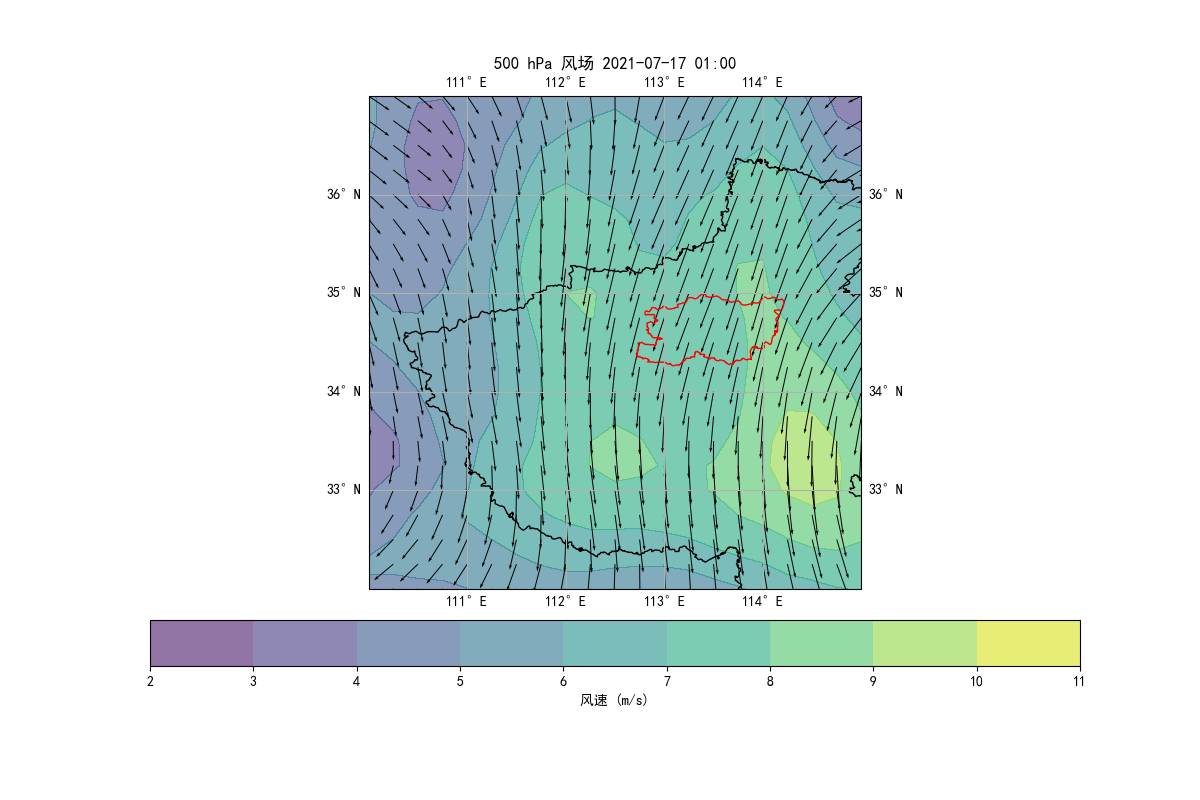 500 hPa 风场 2021-07-17 01:00
111° E 112° E 113° E 114° E
36° N 36° N
35° N 35° N
34° N 34° N
33° N 33° N
111° E 112° E 113° E 114° E
2 3 4 5 6 7 8 9 10 11
风速 (m/s)